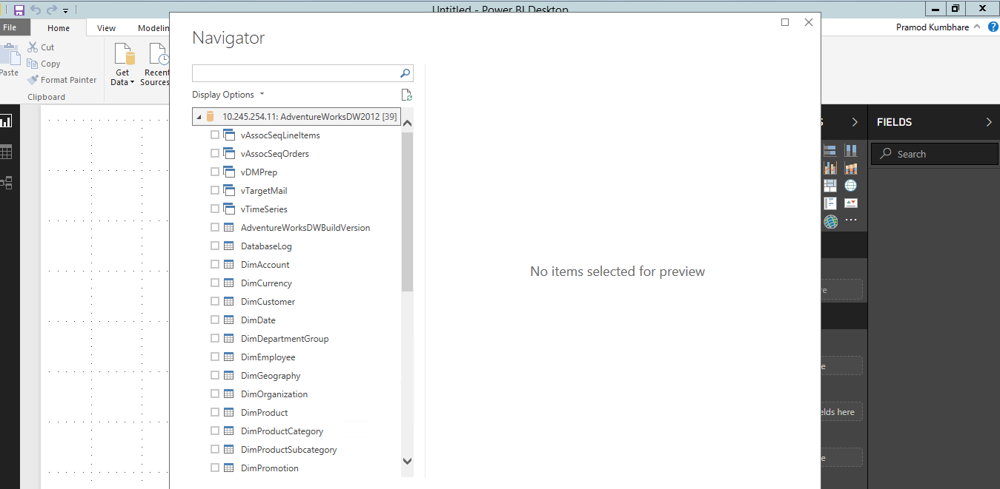 Untitled - Power BI Desktop
File
Home
View
Pramod Kumbhare
Cut
Copy
Paste
Format Painter
Clipboard
Get
Data
Recent
Sources
Navigator
Display Options
10.245.254.11: AdventureWorksDW2012 [39]
vAssocSeqLineItems
vAssocSeqOrders
vDMPrep
vTargetMail
vTimeSeries
AdventureWorksDWBuildVersion
DatabaseLog
DimAccount
DimCurrency
DimCustomer
DimDate
DimDepartmentGroup
DimEmployee
DimGeography
DimOrganization
DimProduct
DimProductCategory
DimProductSubcategory
DimPromotion
No items selected for preview
FIELDS
Search
here